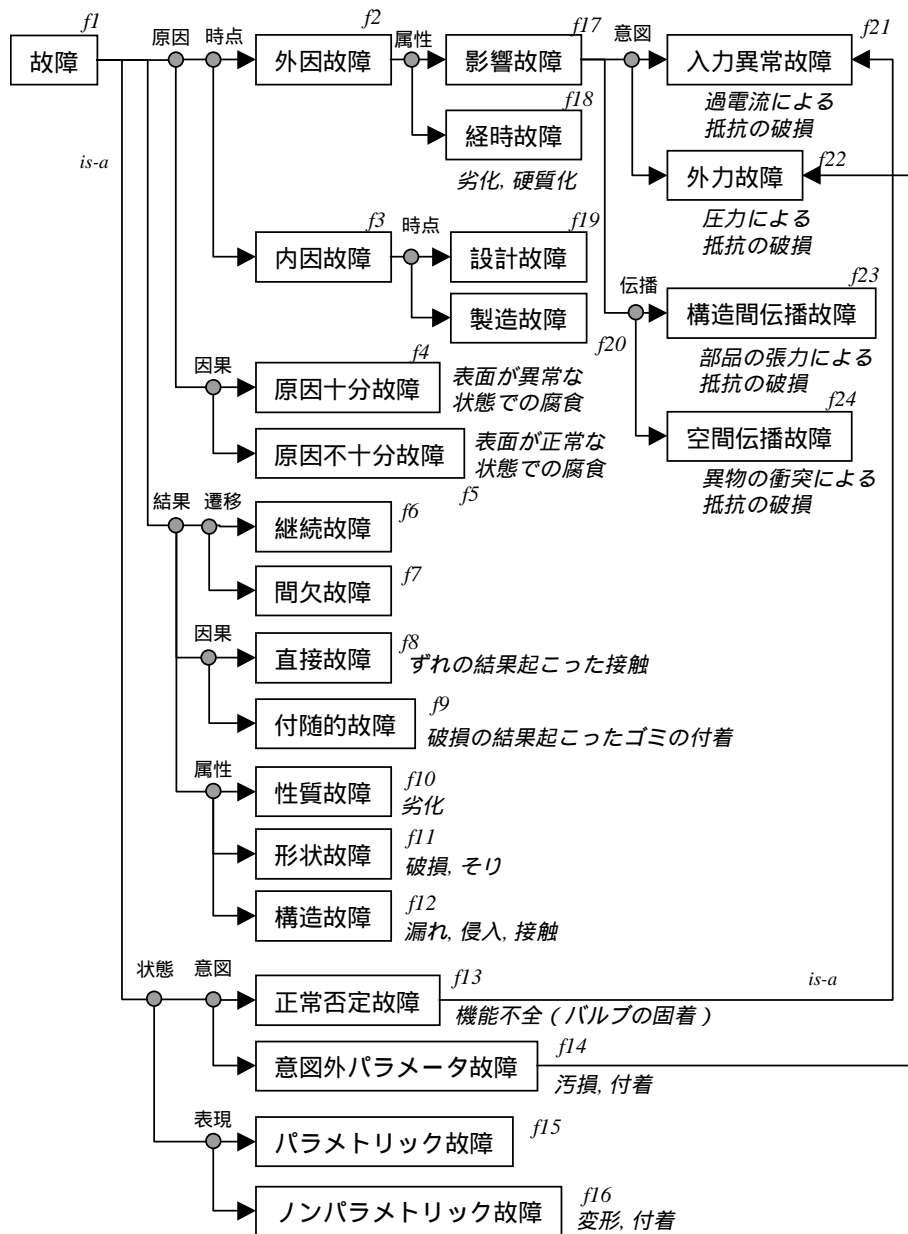 f1
故障
is-a
原因
時点
f2
外因故障
属性
f17
影響故障
意図
f21
入力異常故障
過電流による
抵抗の破損
f18
経時故障
劣化, 硬質化
f22
外力故障
圧力による
抵抗の破損
f3
内因故障
時点
f19
設計故障
製造故障
f20
伝播
f23
構造間伝播故障
部品の張力による
抵抗の破損
f24
空間伝播故障
異物の衝突による
抵抗の破損
因果
f4
原因十分故障
表面が異常な
状態での腐食
原因不十分故障
表面が正常な
状態での腐食
f5
結果
遷移
f6
継続故障
f7
間欠故障
因果
f8
直接故障
ずれの結果起こった接触
f9
付随的故障
破損の結果起こったゴミの付着
属性
f10
性質故障
劣化
f11
形状故障
破損, そり
f12
構造故障
漏れ, 侵入, 接触
状態
意図
f13
正常否定故障
機能不全 ( バルブの固着 )
is-a
f14
意図外パラメータ故障
汚損, 付着
表現
f15
パラメトリック故障
f16
ノンパラメトリック故障
変形, 付着